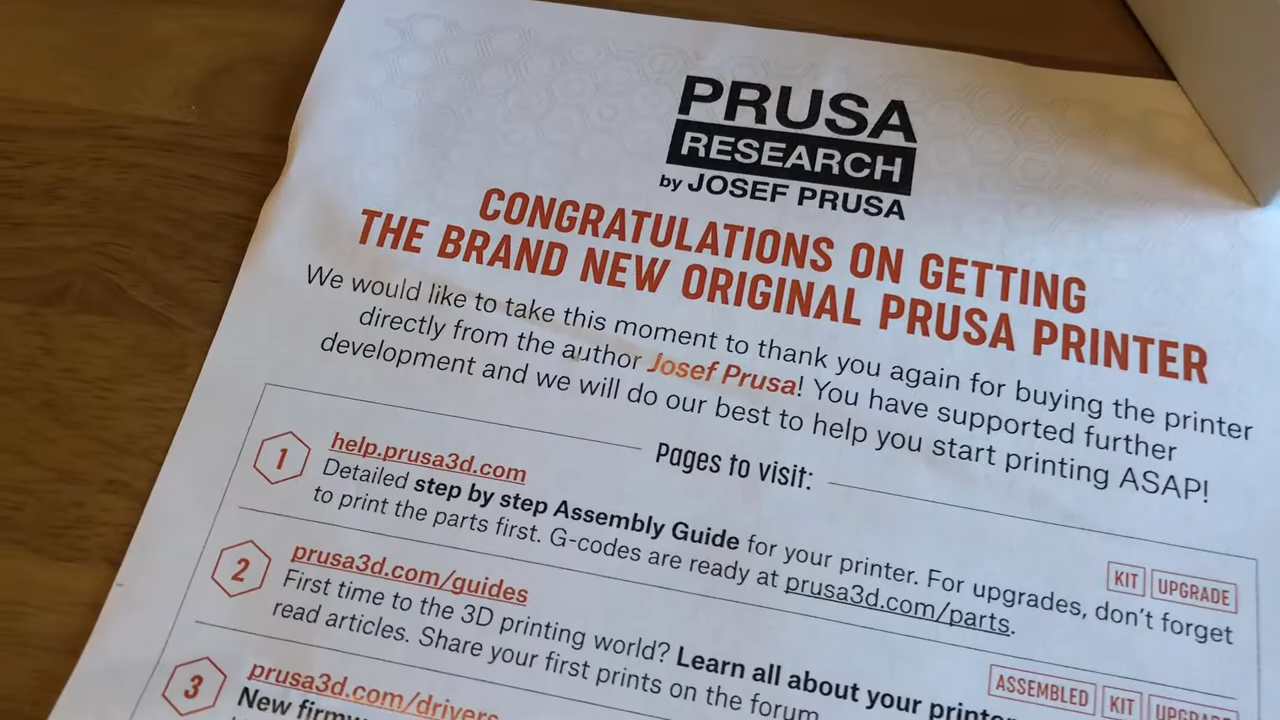 PRUSA
RESEARCH
by JOSEF PRUSA
CONGRATULATIONS ON GETTING
THE BRAND NEW ORIGINAL PRUSA PRINTER
We would like to take this moment to thank you again for buying the printer
directly from the author Josef Prusa! You have supported further
development and we will do our best to help you start printing ASAP!
Pages to visit:
1
help.prusa3d.com
KIT UPGRADE
Detailed step by step Assembly Guide for your printer. For upgrades, don't forget
to print the parts first. G-codes are ready at prusa3d.com/parts.
2
prusa3d.com/guides
ASSEMBLED KIT UPGRADE
First time to the 3D printing world? Learn all about your printer
read articles. Share your first prints on the forum
3
prusa3d.com/drivers
New